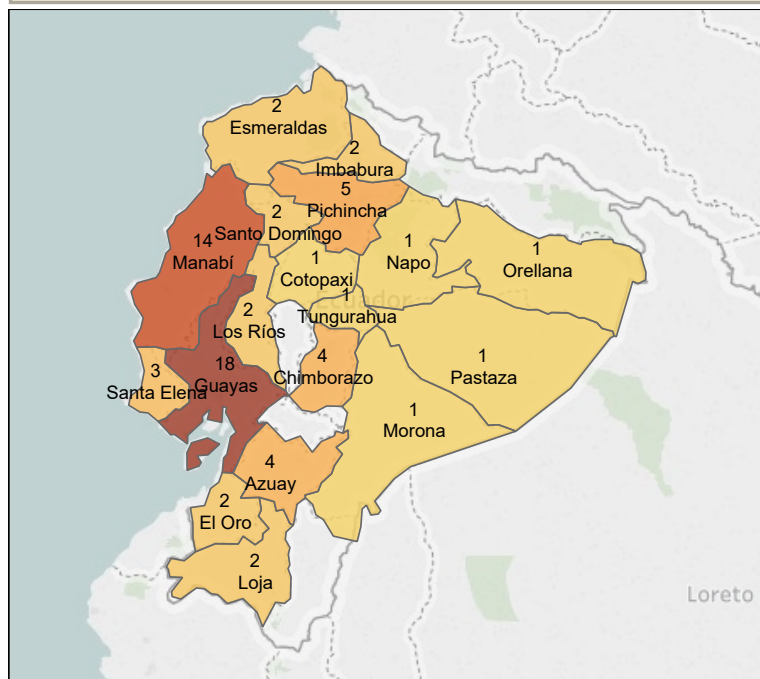 2
Esmeraldas
2
Imbabura
5
Pichincha
2
Santo Domingo
14
Manabí
1
Cotopaxi
1
Napo
1
Orellana
Ecuador
1
Tungurahua
2
Los Ríos
4
Chimborazo
1
Pastaza
3
Santa Elena
18
Guayas
1
Morona
4
Azuay
2
El Oro
2
Loja
Loreto